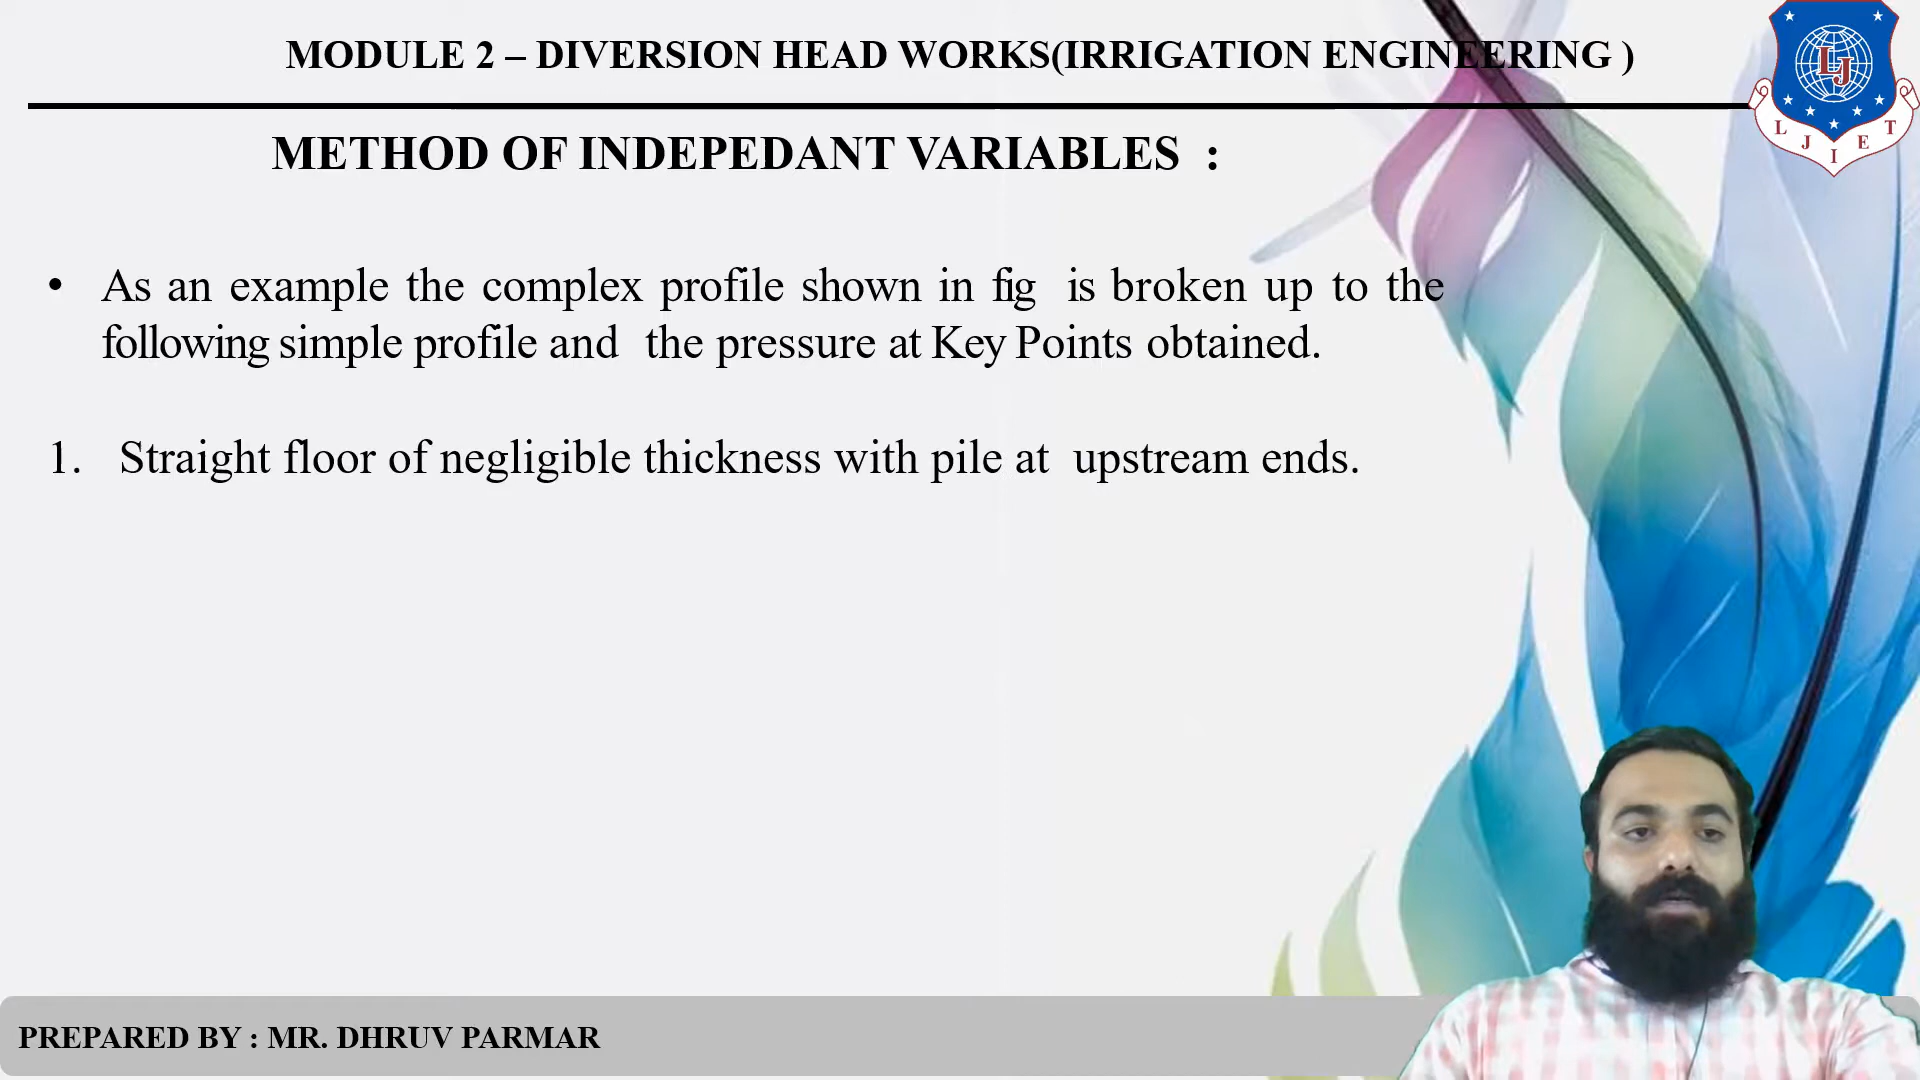 MODULE 2 – DIVERSION HEAD WORKS(IRRIGATION ENGINEERING )
METHOD OF INDEPEDANT VARIABLES :
• As an example the complex profile shown in fig is broken up to the
following simple profile and the pressure at Key Points obtained.
1. Straight floor of negligible thickness with pile at upstream ends.
PREPARED BY : MR. DHRUV PARMAR
LJ
L J I E T